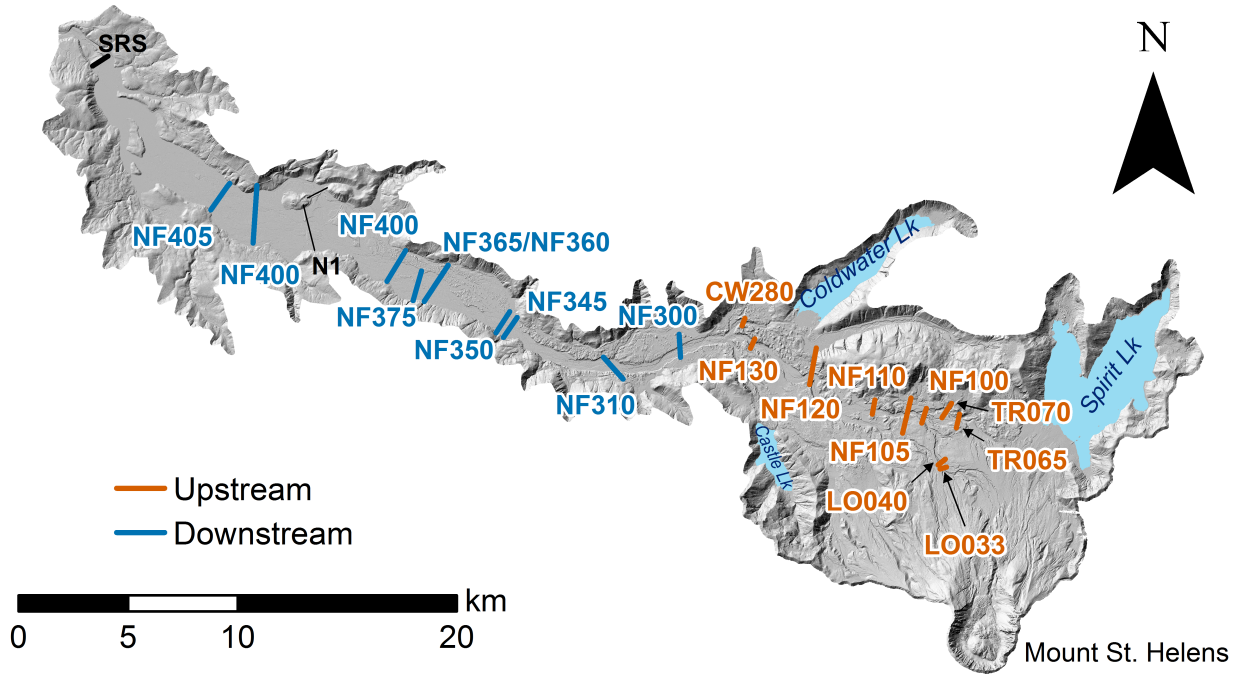 SRS
N
NF405
NF400
N1
NF400
NF365/NF360
NF375
NF345
NF350
NF300
NF310
CW280
Coldwater Lk
NF130
NF110
NF100
Spirit Lk
NF120
TR070
NF105
TR065
Castle Lk
LO040
LO033
Upstream
Downstream
km
0 5 10 20
Mount St. Helens